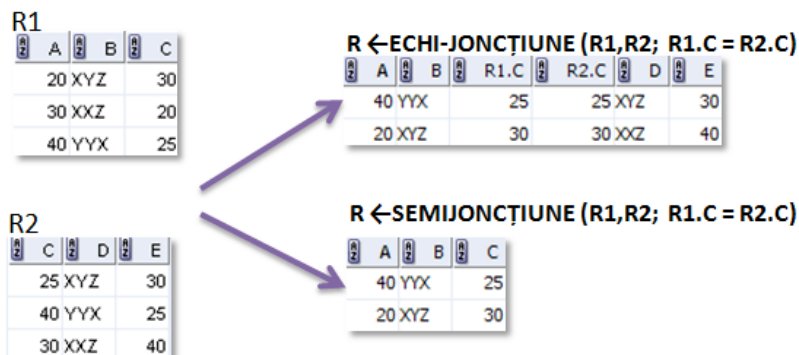 R1
A B C
20 XYZ 30
30 XXZ 20
40 YYX 25
R ←ECHI-JONCȚIUNE (R1,R2; R1.C = R2.C)
A B R1.C R2.C D E
40 YYX 25 25 XYZ 30
20 XYZ 30 30 XXZ 40
R2
C D E
25 XYZ 30
40 YYX 25
30 XXZ 40
R ←SEMIJONCȚIUNE (R1,R2; R1.C = R2.C)
A B C
40 YYX 25
20 XYZ 30